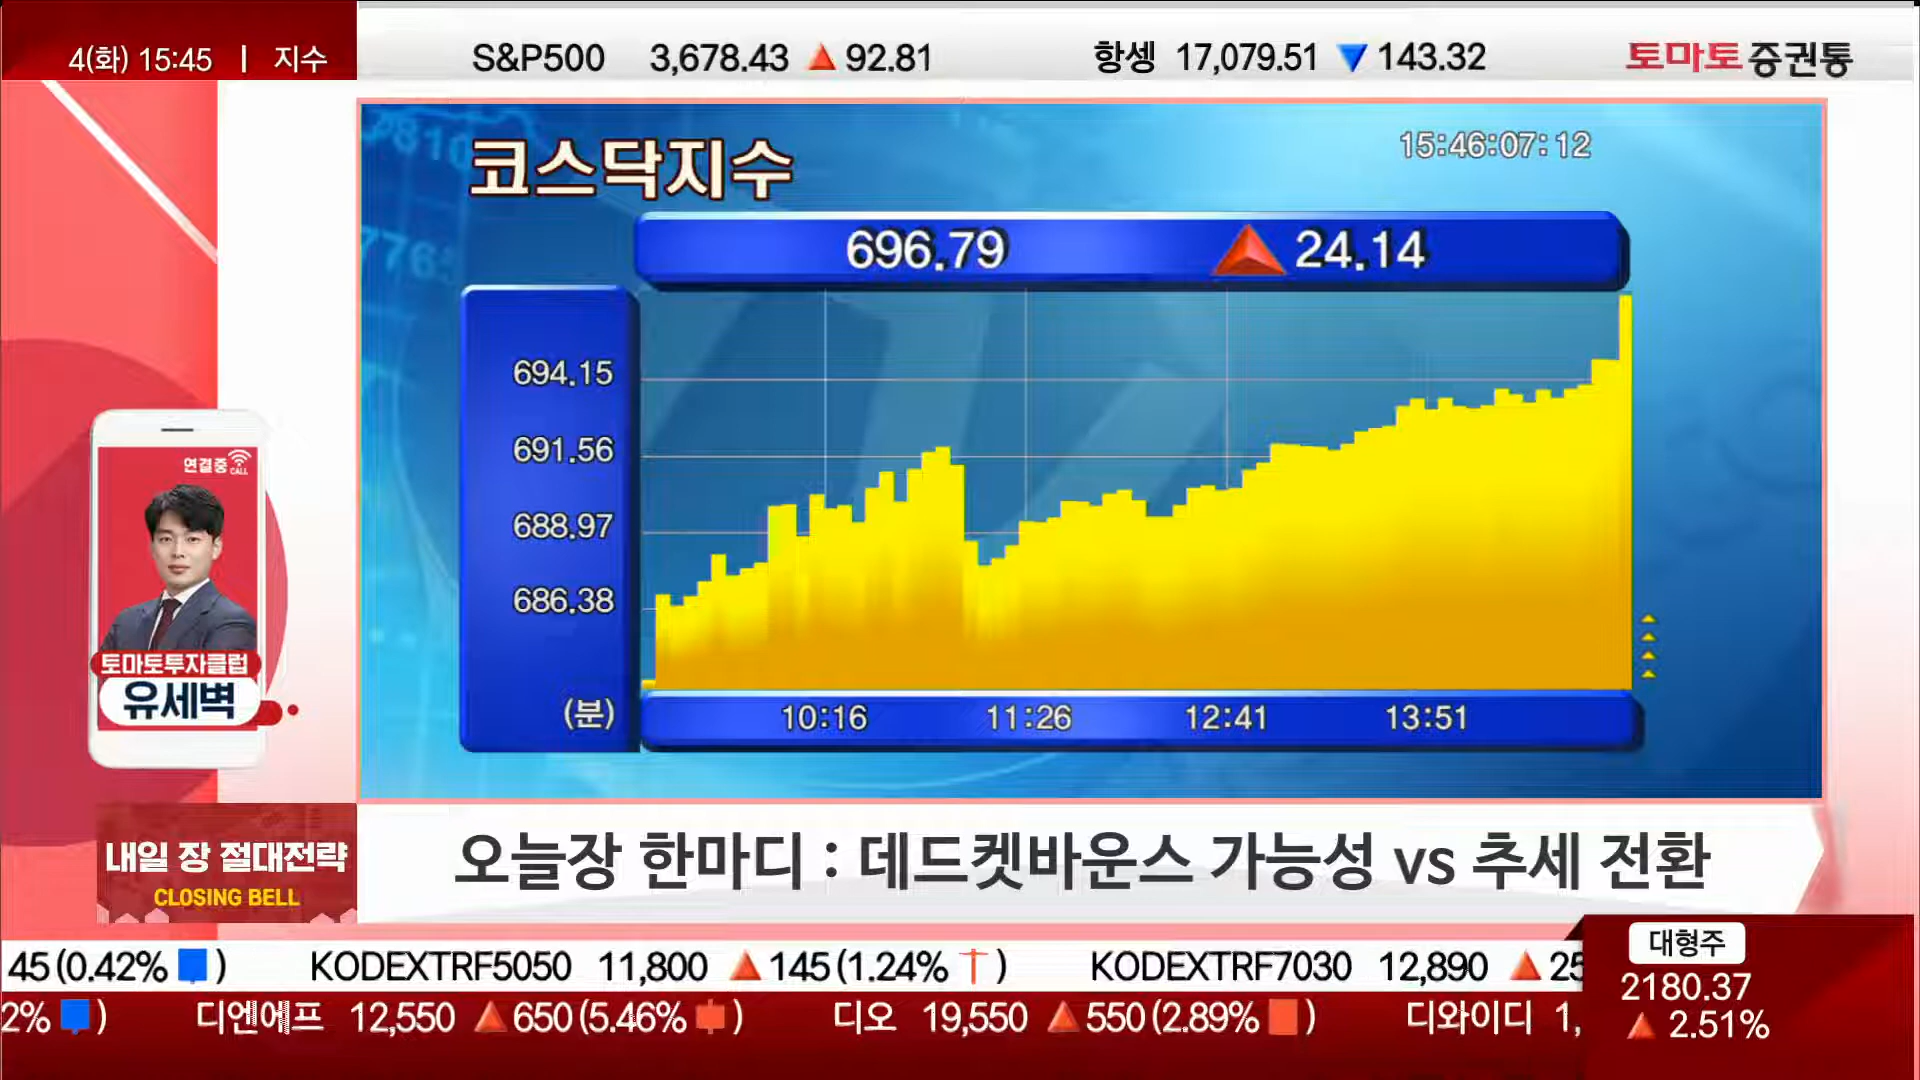 4(화) 15:45 | 지수
S&P500 3,678.43 ▲ 92.81 항셍 17,079.51 ▼ 143.32
토마토증권통
코스닥지수
15:46:07:12
696.79 ▲ 24.14
694.15
691.56
688.97
686.38
(분)
10:16 11:26 12:41 13:51
연결중
CALL
토마토투자클럽
유세벽
내일 장 절대전략
CLOSING BELL
오늘장 한마디 : 데드켓바운스 가능성 vs 추세 전환
45(0.42% ) KODEXTRF5050 11,800 ▲145(1.24% ) KODEXTRF7030 12,890 ▲25
2% ) 디엔에프 12,550 ▲650(5.46% ) 디오 19,550 ▲550(2.89% ) 디와이디 1,
대형주
2180.37
▲ 2.51%